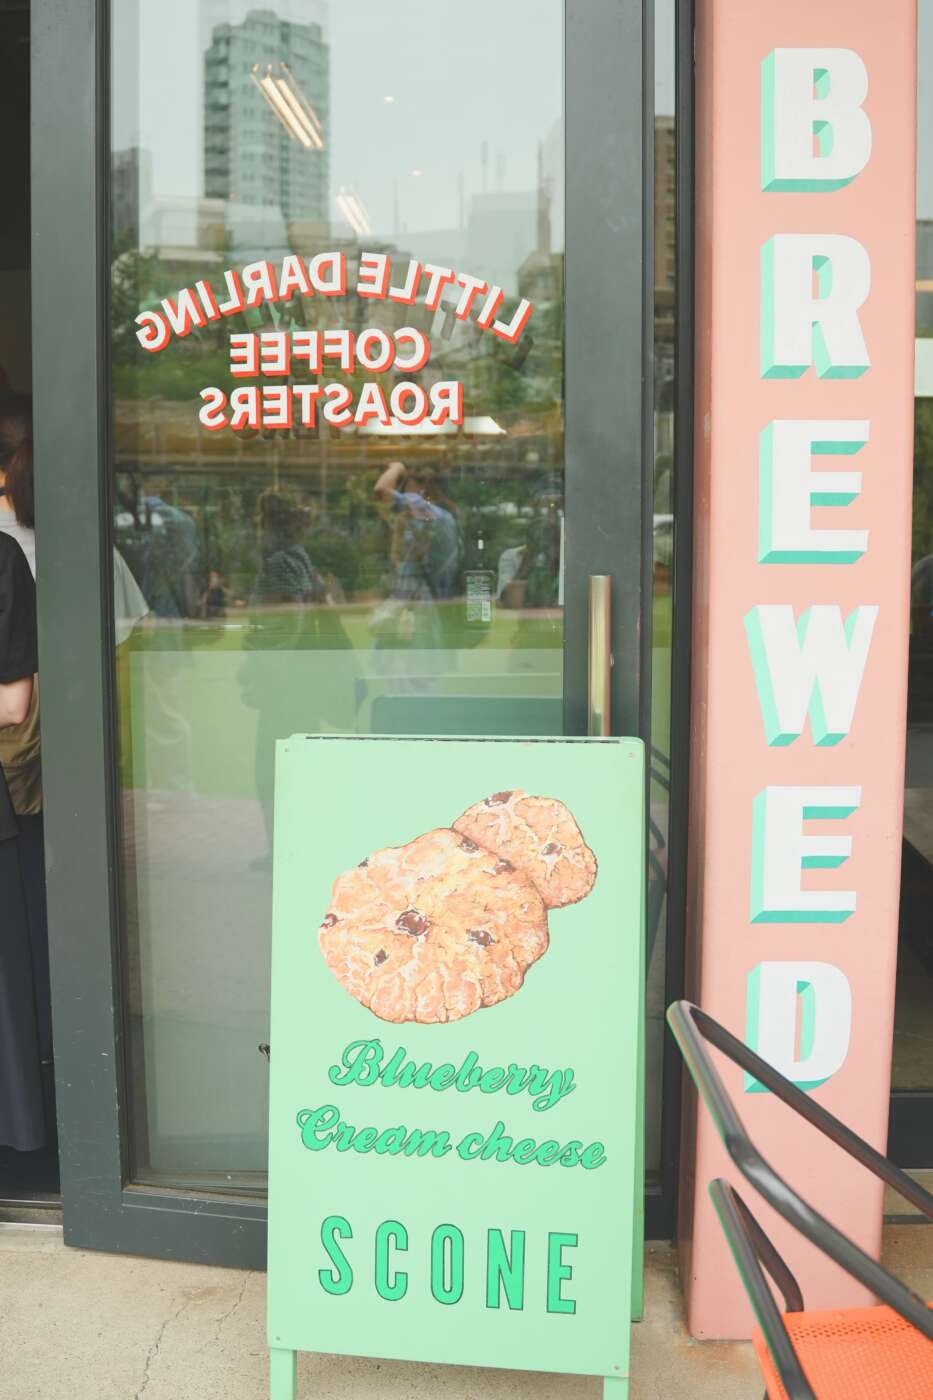 LITTLE DARLING
COFFEE
ROASTERS
BREWED
Blueberry
Cream cheese
SCONE